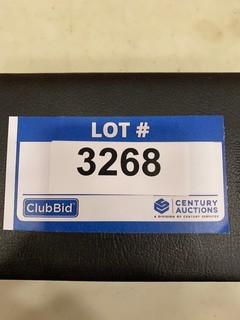 LOT #
3268
ClubBid
CENTURY
AUCTIONS
A DIVISION OF CENTURY SERVICES